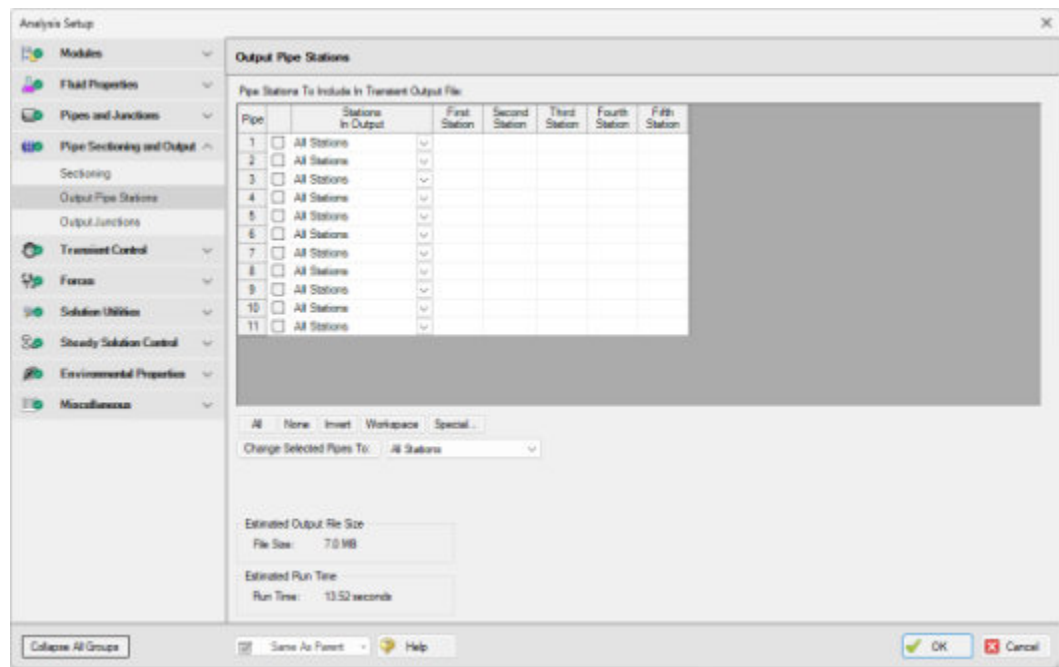 Analysis Setup
Modules
Fluid Properties
Pipes and Junctions
Pipe Sectioning and Output
Sectioning
Output Pipe Stations
Output Junctions
Transient Control
Forces
Solution Utilities
Steady Solution Control
Environmental Properties
Miscellaneous
Collapse All Groups
Output Pipe Stations
Pipe Stations To Include In Transient Output File:
Pipe Stations In Output First Station Second Station Third Station Fourth Station Fifth Station
1 All Stations
2 All Stations
3 All Stations
4 All Stations
5 All Stations
6 All Stations
7 All Stations
8 All Stations
9 All Stations
10 All Stations
11 All Stations
All None Invert Workspace Special...
Change Selected Pipes To: All Stations
Estimated Output File Size
File Size: 7.0 MB
Estimated Run Time
Run Time: 13.52 seconds
Same As Parent Help OK Cancel